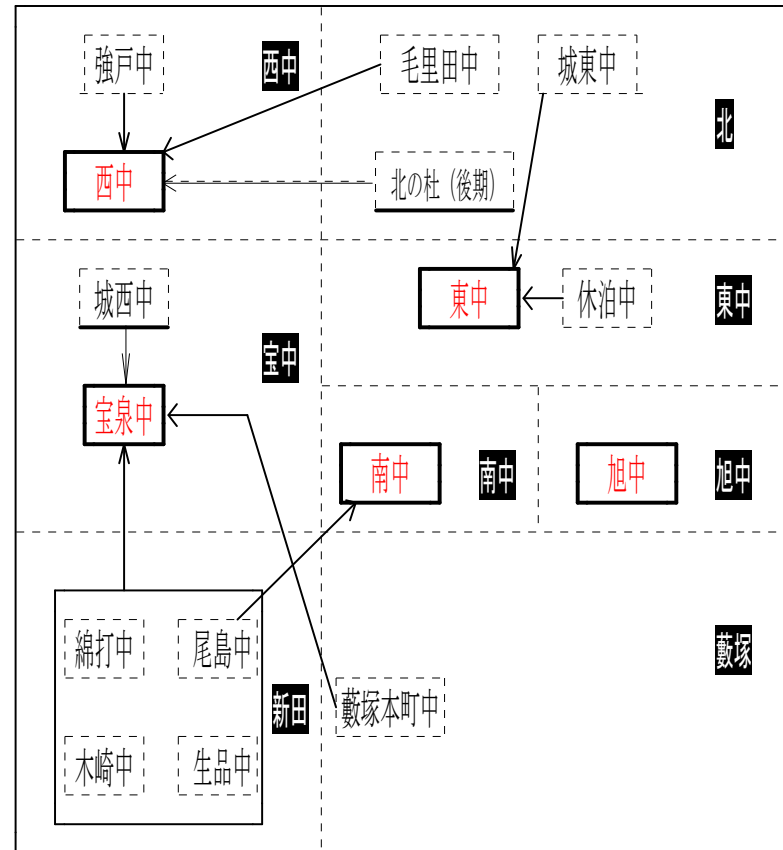 強戸中
西中
毛里田中
城東中
北
西中
北の杜（後期）
城西中
東中
休泊中
東中
宝中
宝泉中
南中
南中
旭中
旭中
綿打中
尾島中
藪塚
新田
藪塚本町中
木崎中
生品中